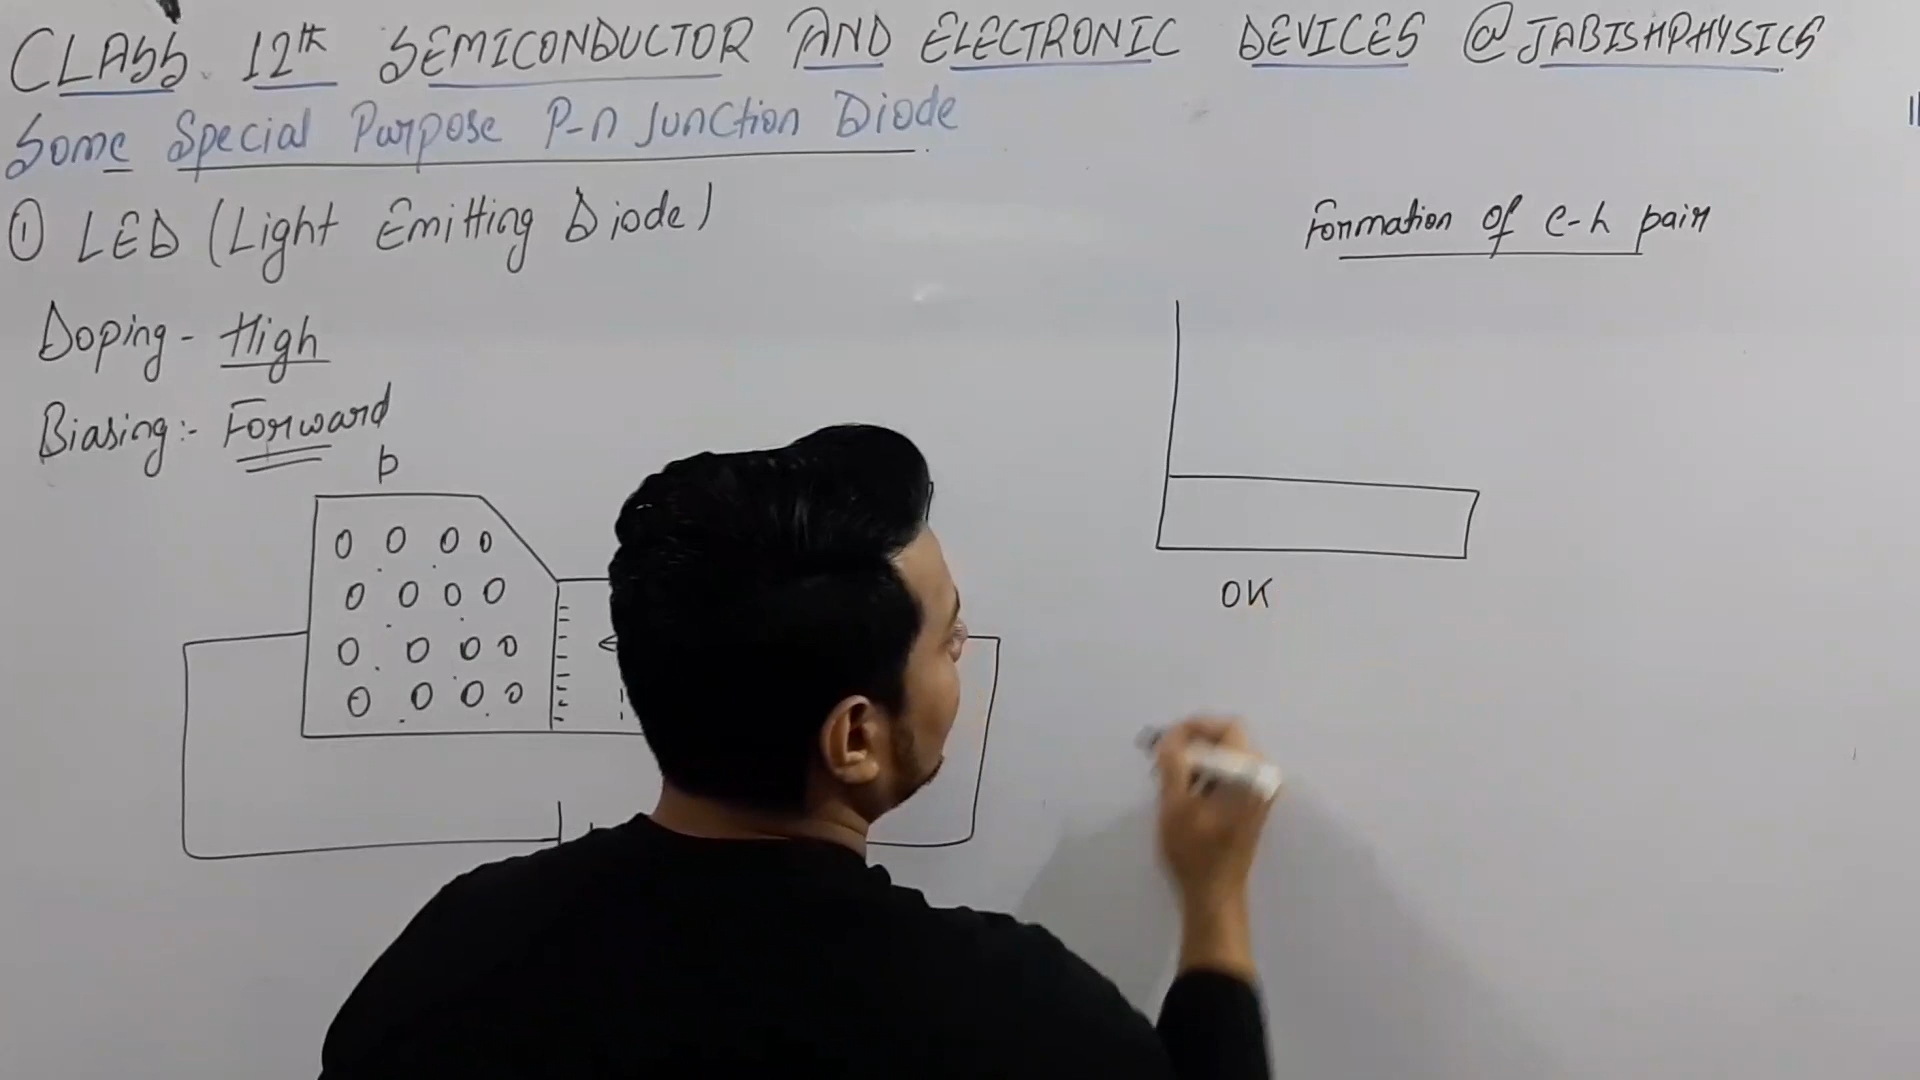 CLASS. 12th SEMICONDUCTOR AND ELECTRONIC DEVICES @JABISHPHYSICS
Some Special Purpose P-n Junction Diode
① LED (Light Emitting Diode)
Formation of e-h pair
Doping - High
Biasing :- Forward
p
OK